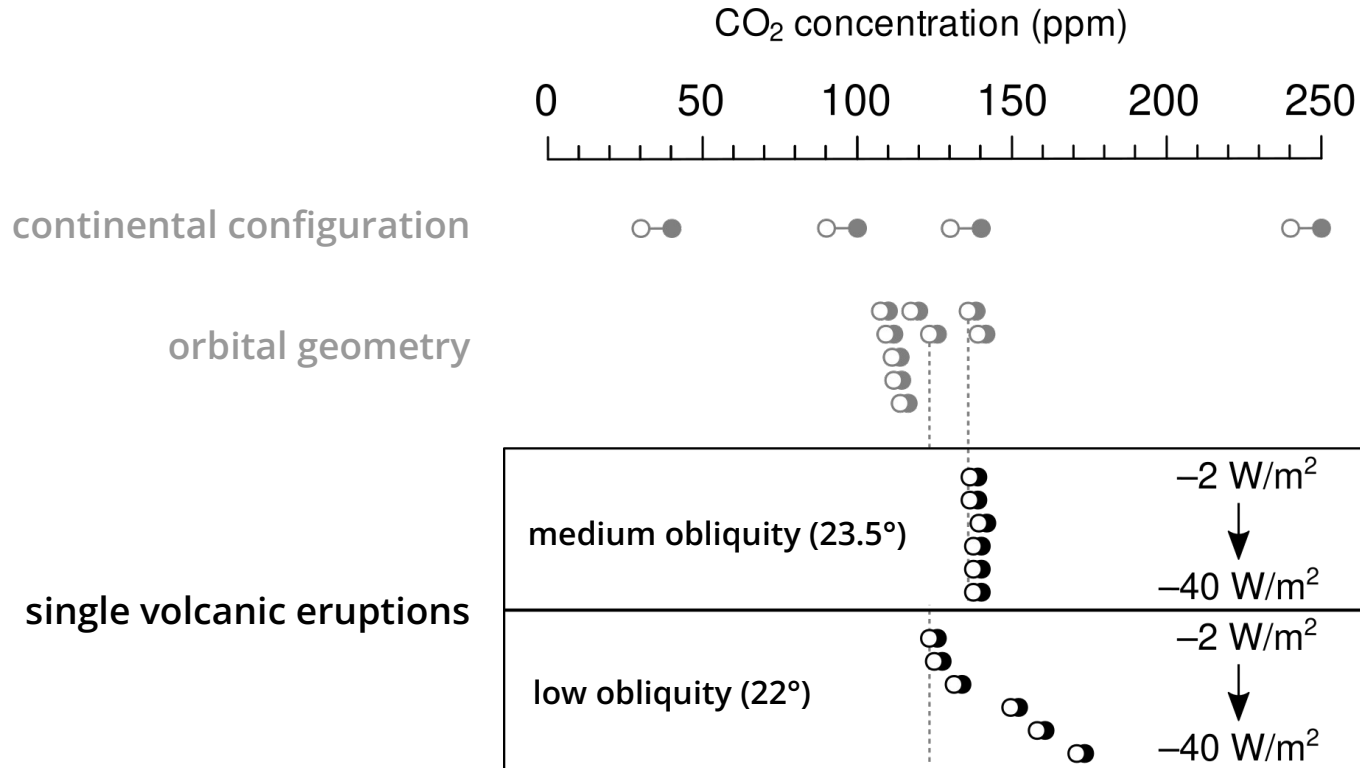 CO₂ concentration (ppm)
0 50 100 150 200 250
continental configuration
orbital geometry
–2 W/m²
medium obliquity (23.5°)
–40 W/m²
single volcanic eruptions
–2 W/m²
low obliquity (22°)
–40 W/m²